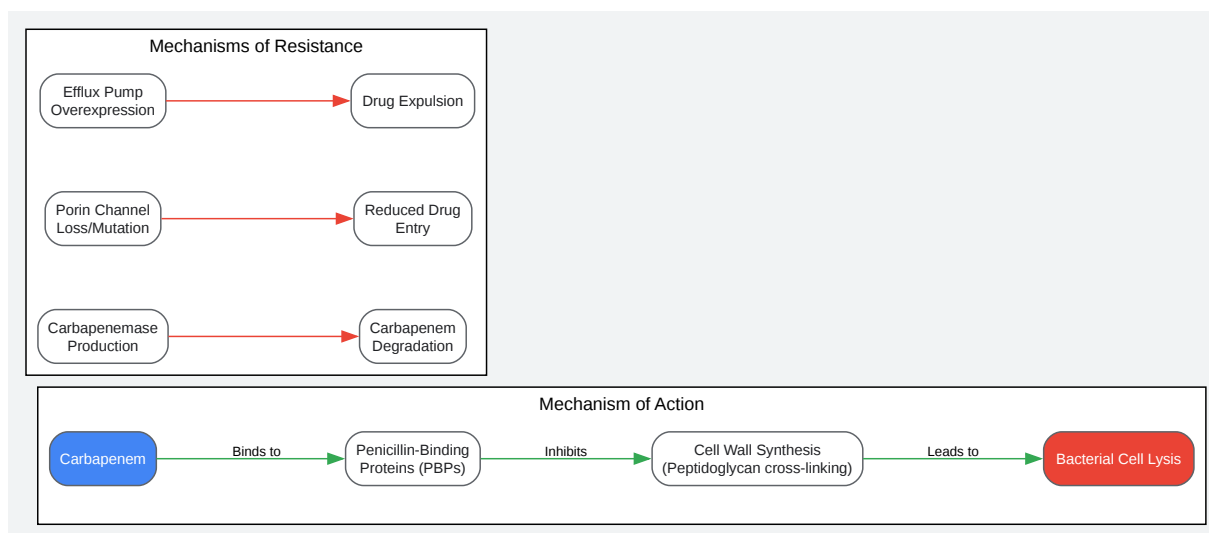 Mechanisms of Resistance
Efflux Pump
Overexpression
Drug Expulsion
Porin Channel
Loss/Mutation
Reduced Drug
Entry
Carbapenemase
Production
Carbapenem
Degradation
Mechanism of Action
Carbapenem
Binds to
Penicillin-Binding
Proteins (PBPs)
Inhibits
Cell Wall Synthesis
(Peptidoglycan cross-linking)
Leads to
Bacterial Cell Lysis